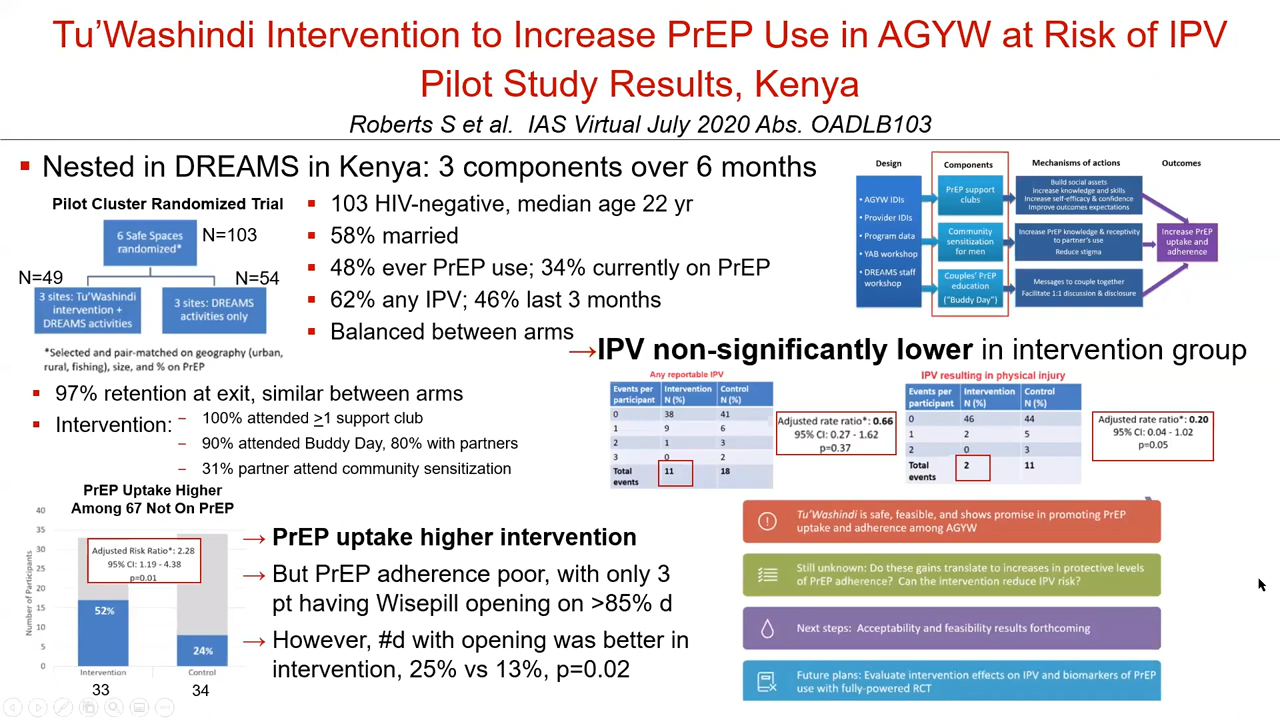 Tu'Washindi Intervention to Increase PrEP Use in AGYW at Risk of IPV
Pilot Study Results, Kenya
Roberts S et al.  IAS Virtual July 2020 Abs. OADLB103
▪ Nested in DREAMS in Kenya: 3 components over 6 months
Pilot Cluster Randomized Trial
6 Safe Spaces
randomized*
N=103
N=49
N=54
3 sites: Tu'Washindi
intervention +
DREAMS activities
3 sites: DREAMS
activities only
*Selected and pair-matched on geography (urban,
rural, fishing), size, and % on PrEP
▪ 103 HIV-negative, median age 22 yr
▪ 58% married
▪ 48% ever PrEP use; 34% currently on PrEP
▪ 62% any IPV; 46% last 3 months
▪ Balanced between arms
Design
Components
Mechanisms of actions
Outcomes
• AGYW IDIs
• Provider IDIs
• Program data
• YAB workshop
• DREAMS staff
workshop
PrEP support
clubs
Community
sensitization
for men
Couples' PrEP
education
("Buddy Day")
Build social assets
Increase knowledge and skills
Increase self-efficacy & confidence
Improve outcomes expectations
Increase PrEP knowledge & receptivity
to partner's use
Reduce stigma
Messages to couple together
Facilitate 1:1 discussion & disclosure
Increase PrEP
uptake and
adherence
→IPV non-significantly lower in intervention group
Any reportable IPV
Events per participant | Intervention N (%) | Control N (%)
0 38 41
1 9 6
2 1 3
3 0 2
Total events 11 18
Adjusted rate ratio*: 0.66
95% CI: 0.27 - 1.62
p=0.37
IPV resulting in physical injury
Events per participant | Intervention N (%) | Control N (%)
0 46 44
1 2 5
2 0 3
Total events 2 11
Adjusted rate ratio*: 0.20
95% CI: 0.04 - 1.02
p=0.05
▪ 97% retention at exit, similar between arms
▪ Intervention:
– 100% attended >1 support club
– 90% attended Buddy Day, 80% with partners
– 31% partner attend community sensitization
PrEP Uptake Higher
Among 67 Not On PrEP
Number of Participants
40
35
30
25
20
15
10
5
0
Adjusted Risk Ratio*: 2.28
95% CI: 1.19 - 4.38
p=0.01
52%
24%
Intervention
Control
33
34
→ PrEP uptake higher intervention
→ But PrEP adherence poor, with only 3
pt having Wisepill opening on >85% d
→ However, #d with opening was better in
intervention, 25% vs 13%, p=0.02
Tu'Washindi is safe, feasible, and shows promise in promoting PrEP
uptake and adherence among AGYW
Still unknown: Do these gains translate to increases in protective levels
of PrEP adherence? Can the intervention reduce IPV risk?
Next steps:  Acceptability and feasibility results forthcoming
Future plans: Evaluate intervention effects on IPV and biomarkers of PrEP
use with fully-powered RCT